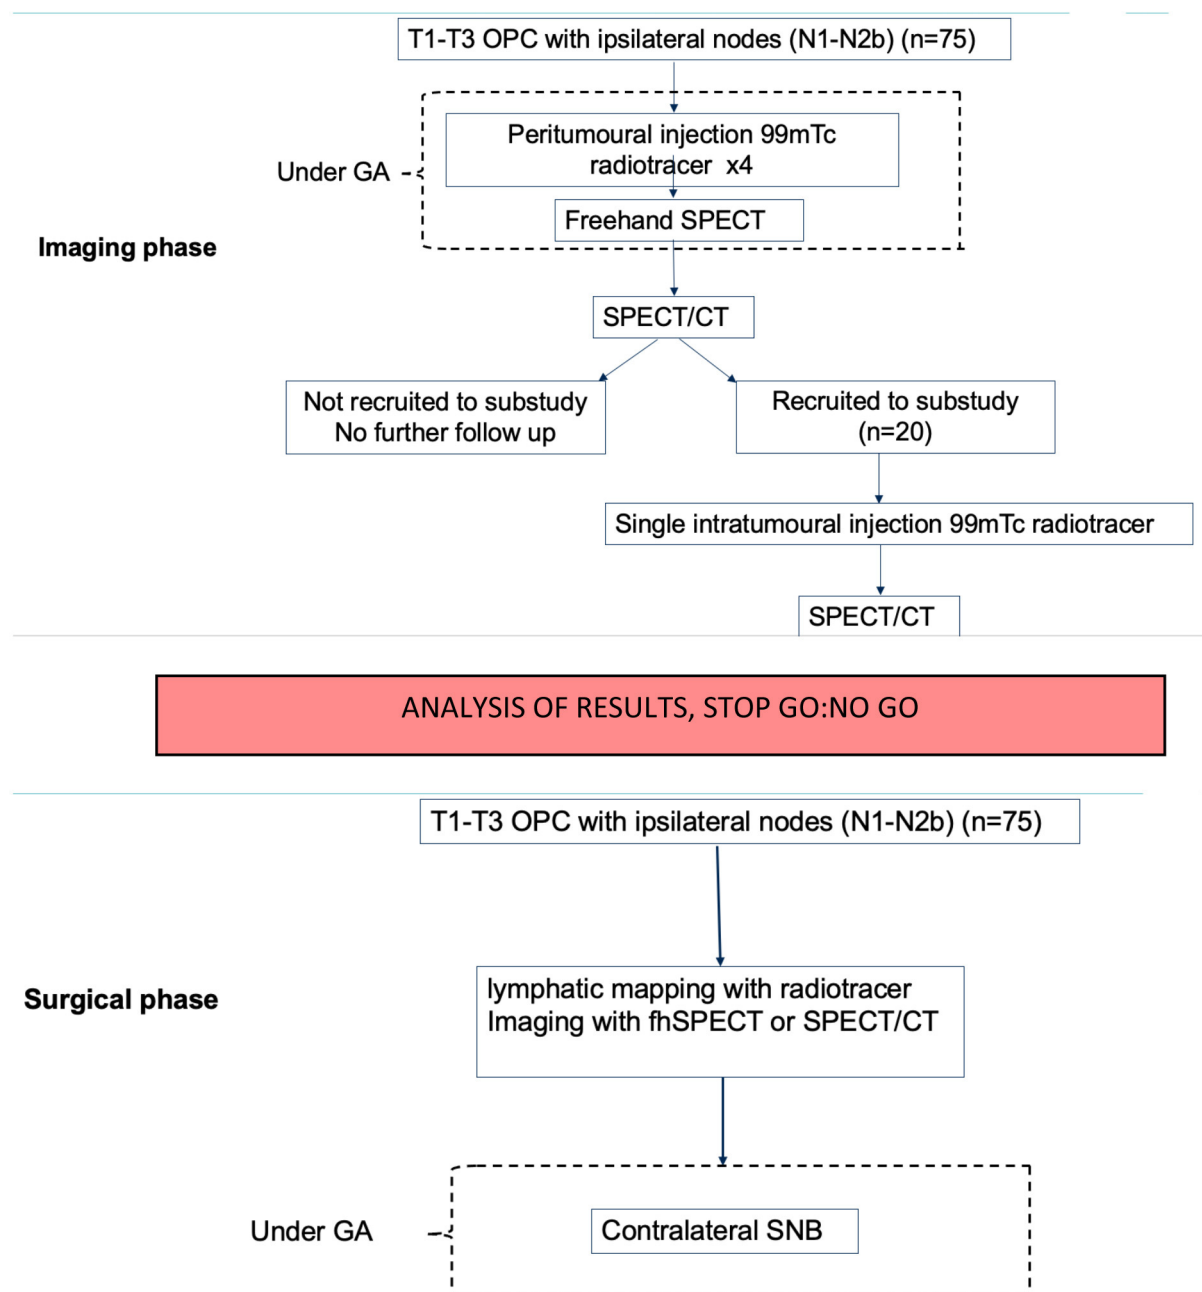 T1-T3 OPC with ipsilateral nodes (N1-N2b) (n=75)
Peritumoural injection 99mTc
radiotracer x4
Under GA
Freehand SPECT
Imaging phase
SPECT/CT
Not recruited to substudy
No further follow up
Recruited to substudy
(n=20)
Single intratumoural injection 99mTc radiotracer
SPECT/CT
ANALYSIS OF RESULTS, STOP GO:NO GO
T1-T3 OPC with ipsilateral nodes (N1-N2b) (n=75)
Surgical phase
lymphatic mapping with radiotracer
Imaging with fhSPECT or SPECT/CT
Under GA
Contralateral SNB